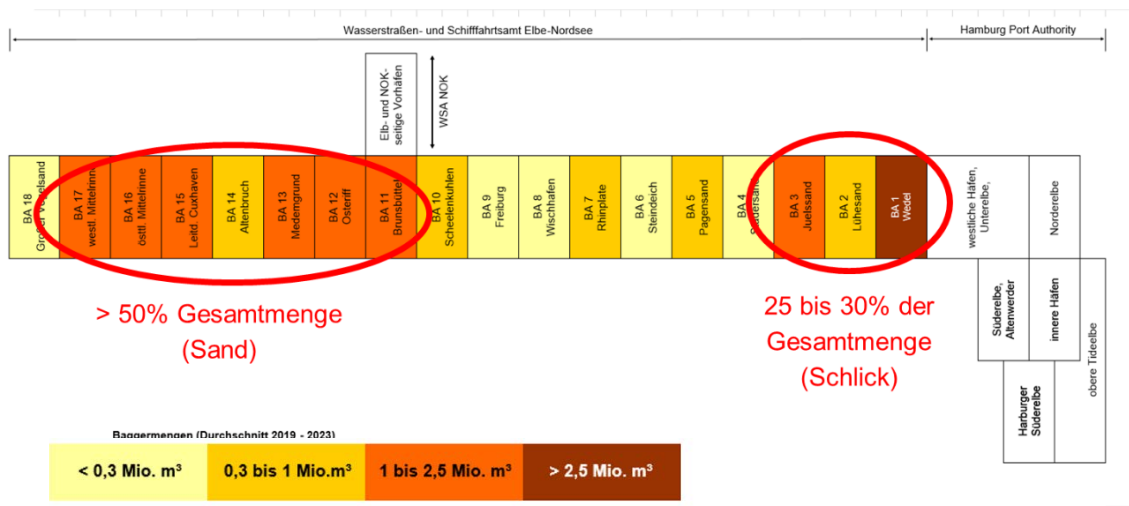 Wasserstraßen- und Schifffahrtsamt Elbe-Nordsee
Hamburg Port Authority
Elb- und NOK-
seitige Vorhäfen
WSA NOK
BA 18
Großer Vogelsand
BA 17
westl. Mittelrinne
BA 16
östtl. Mittelrinne
BA 15
Leitd. Cuxhaven
BA 14
Altenbruch
BA 13
Medemgrund
BA 12
Osteriff
BA 11
Brunsbüttel
BA 10
Scheelenkuhlen
BA 9
Freiburg
BA 8
Wischhafen
BA 7
Rhinplate
BA 6
Steindeich
BA 5
Pagensand
BA 4
BA 3
Juelssand
BA 2
Lühesand
BA 1
Wedel
westliche Häfen,
Unterelbe,
Norderelbe
Süderelbe,
Altenwerder
innere Häfen
Harburger
Süderelbe
obere Tideelbe
> 50% Gesamtmenge
(Sand)
25 bis 30% der
Gesamtmenge
(Schlick)
Baggermengen (Durchschnitt 2019 - 2023)
< 0,3 Mio. m³
0,3 bis 1 Mio.m³
1 bis 2,5 Mio. m³
> 2,5 Mio. m³